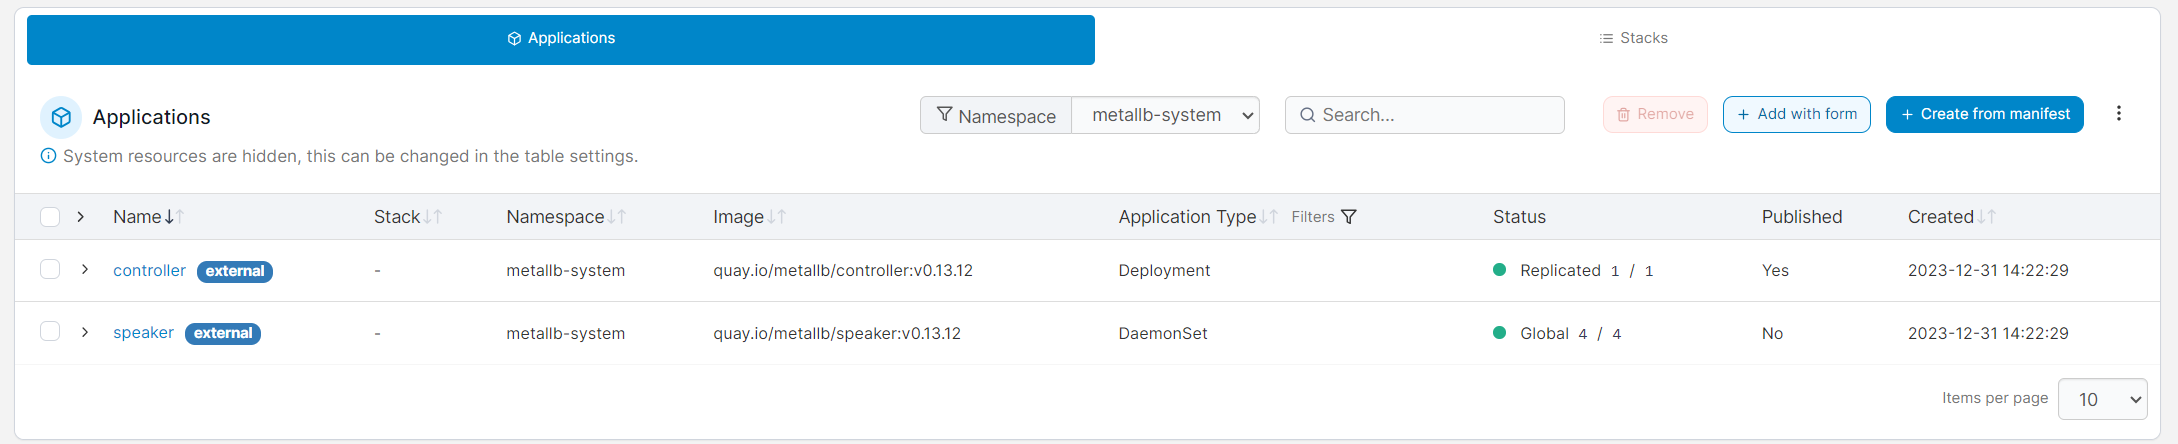 Applications
Stacks
Applications
Namespace metallb-system Search... Remove + Add with form + Create from manifest
System resources are hidden, this can be changed in the table settings.
Name Stack Namespace Image Application Type Filters Status Published Created
controller external - metallb-system quay.io/metallb/controller:v0.13.12 Deployment Replicated 1 / 1 Yes 2023-12-31 14:22:29
speaker external - metallb-system quay.io/metallb/speaker:v0.13.12 DaemonSet Global 4 / 4 No 2023-12-31 14:22:29
Items per page 10